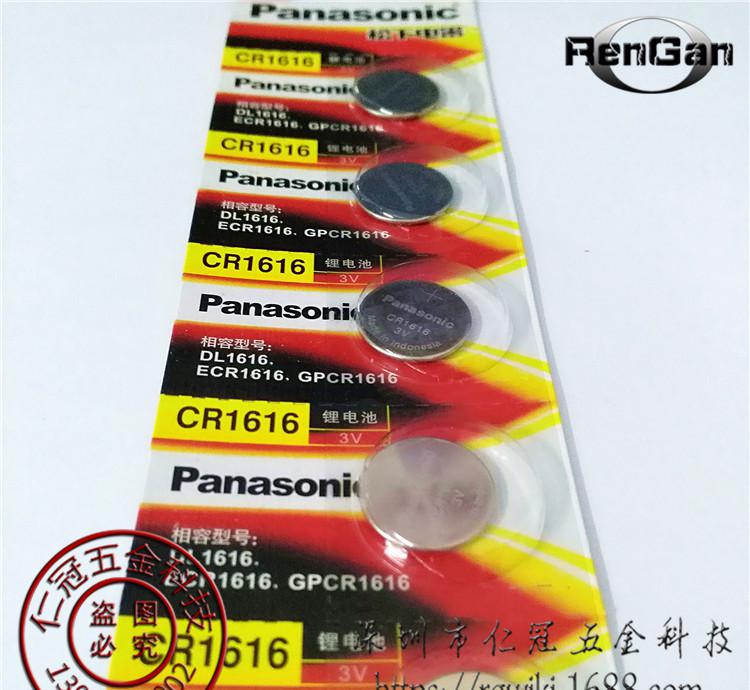 Panasonic
松下电器
RenGan
CR1616 锂电池
Panasonic
相容型号:
DL1616.
ECR1616. GPCR1616
CR1616 锂电池
3V
Panasonic
相容型号:
DL1616.
ECR1616. GPCR1616
CR1616 锂电池
3V
Panasonic
Panasonic
CR1616
3V
Made in Indonesia
相容型号:
DL1616.
ECR1616. GPCR1616
CR1616 锂电池
3V
Panasonic
相容型号:
DL1616.
ECR1616. GPCR1616
CR1616
3V
仁冠五金科技
盗图
必究
深圳市仁冠五金科技
https://rgwjkj.1688.com